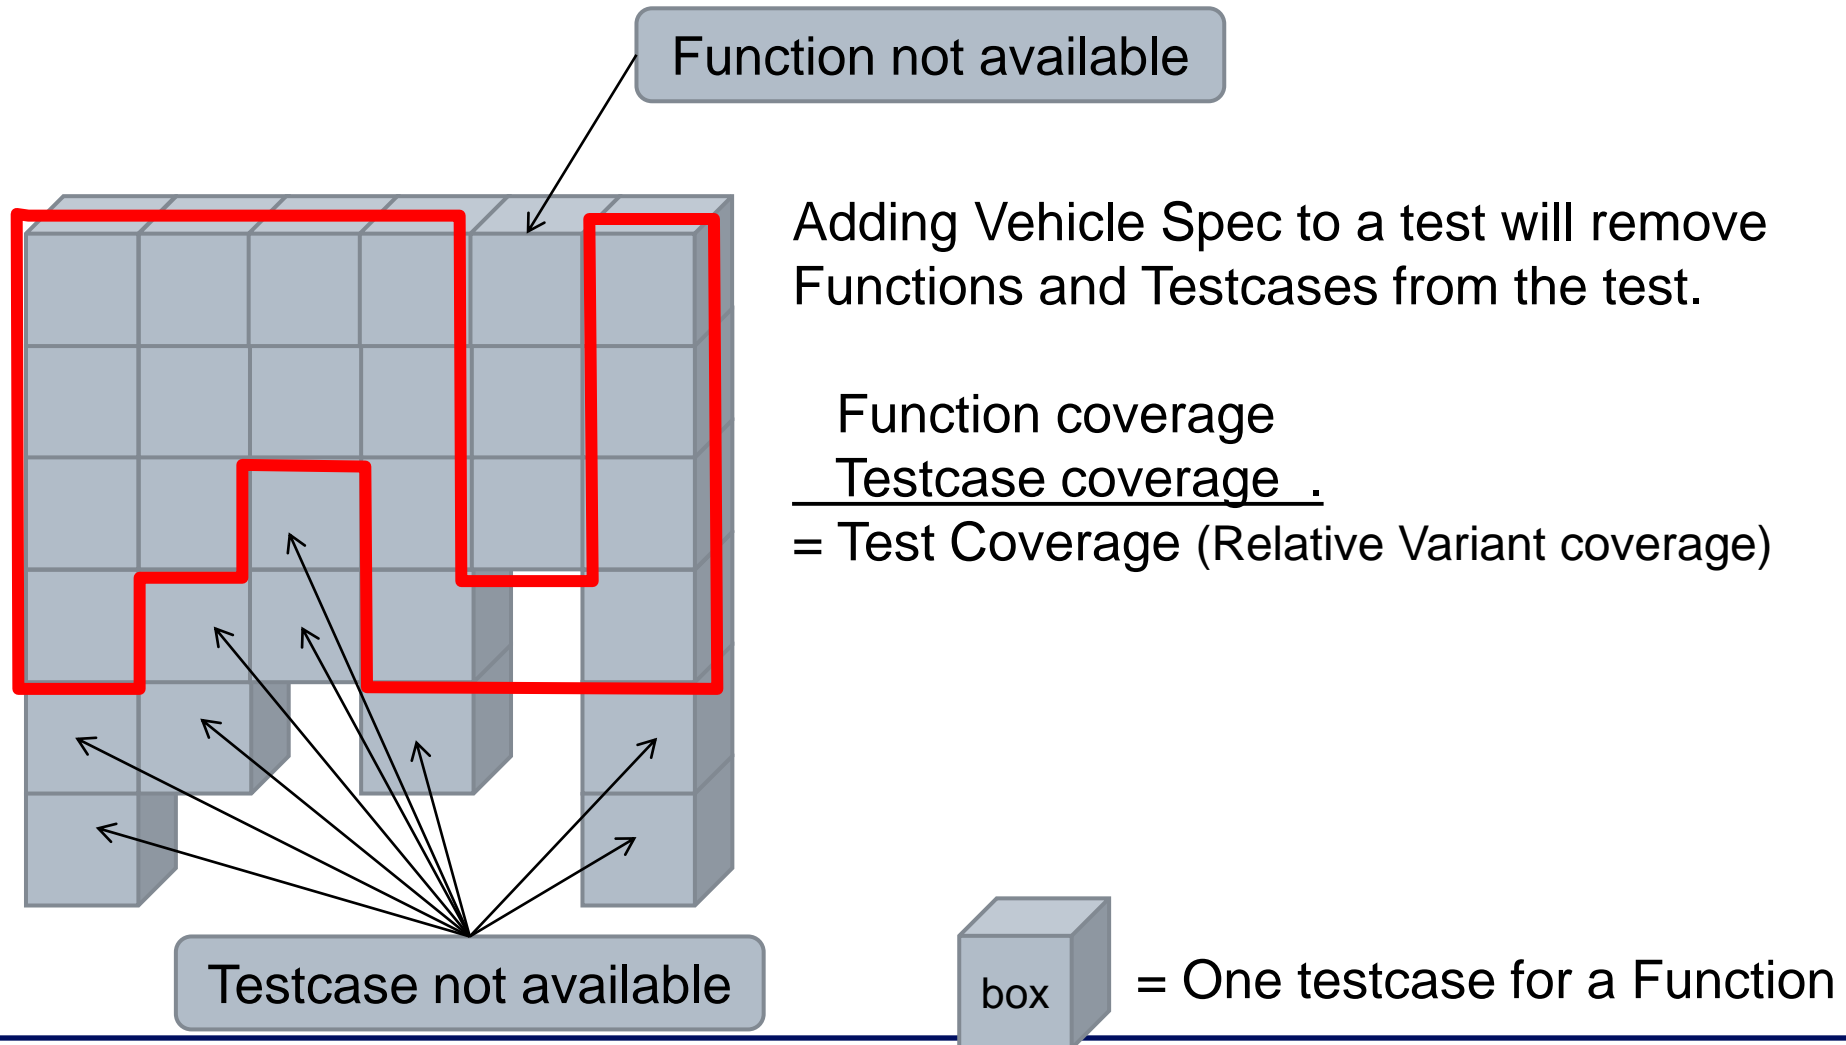 Function not available
Adding Vehicle Spec to a test will remove
Functions and Testcases from the test.
Function coverage
Testcase coverage .
= Test Coverage (Relative Variant coverage)
Testcase not available
box
= One testcase for a Function